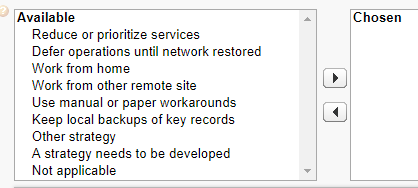 Available
Chosen
Reduce or prioritize services
Defer operations until network restored
Work from home
Work from other remote site
Use manual or paper workarounds
Keep local backups of key records
Other strategy
A strategy needs to be developed
Not applicable